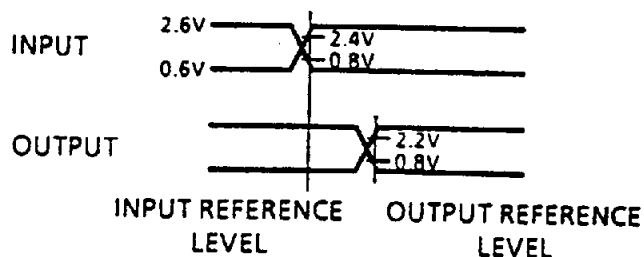 2.6V
INPUT
2.4V
0.8V
0.6V
OUTPUT
2.2V
0.8V
INPUT REFERENCE
LEVEL
OUTPUT REFERENCE
LEVEL